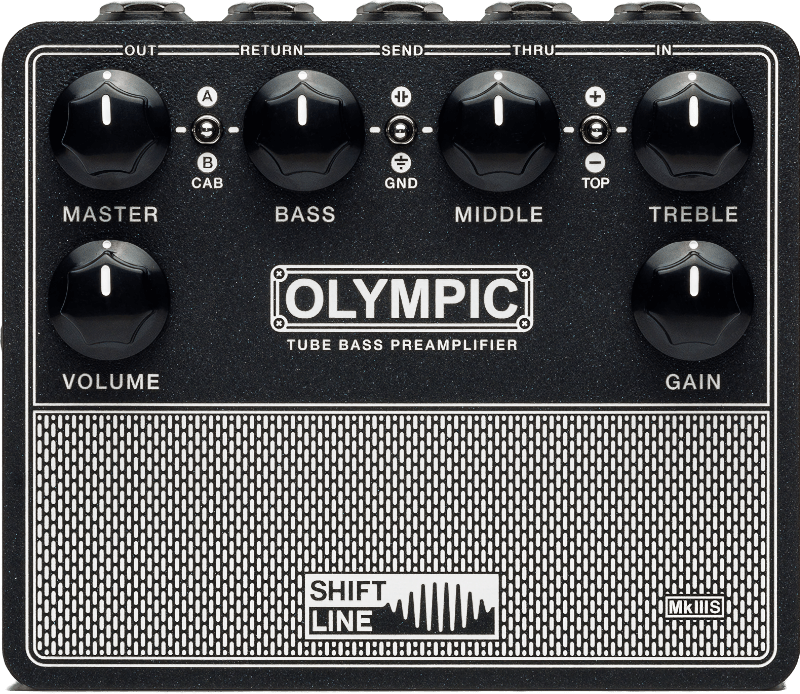 OUT RETURN SEND THRU IN
A
B
CAB GND TOP
MASTER BASS MIDDLE TREBLE
OLYMPIC
TUBE BASS PREAMPLIFIER
VOLUME GAIN
SHIFT
LINE
MkIIIS